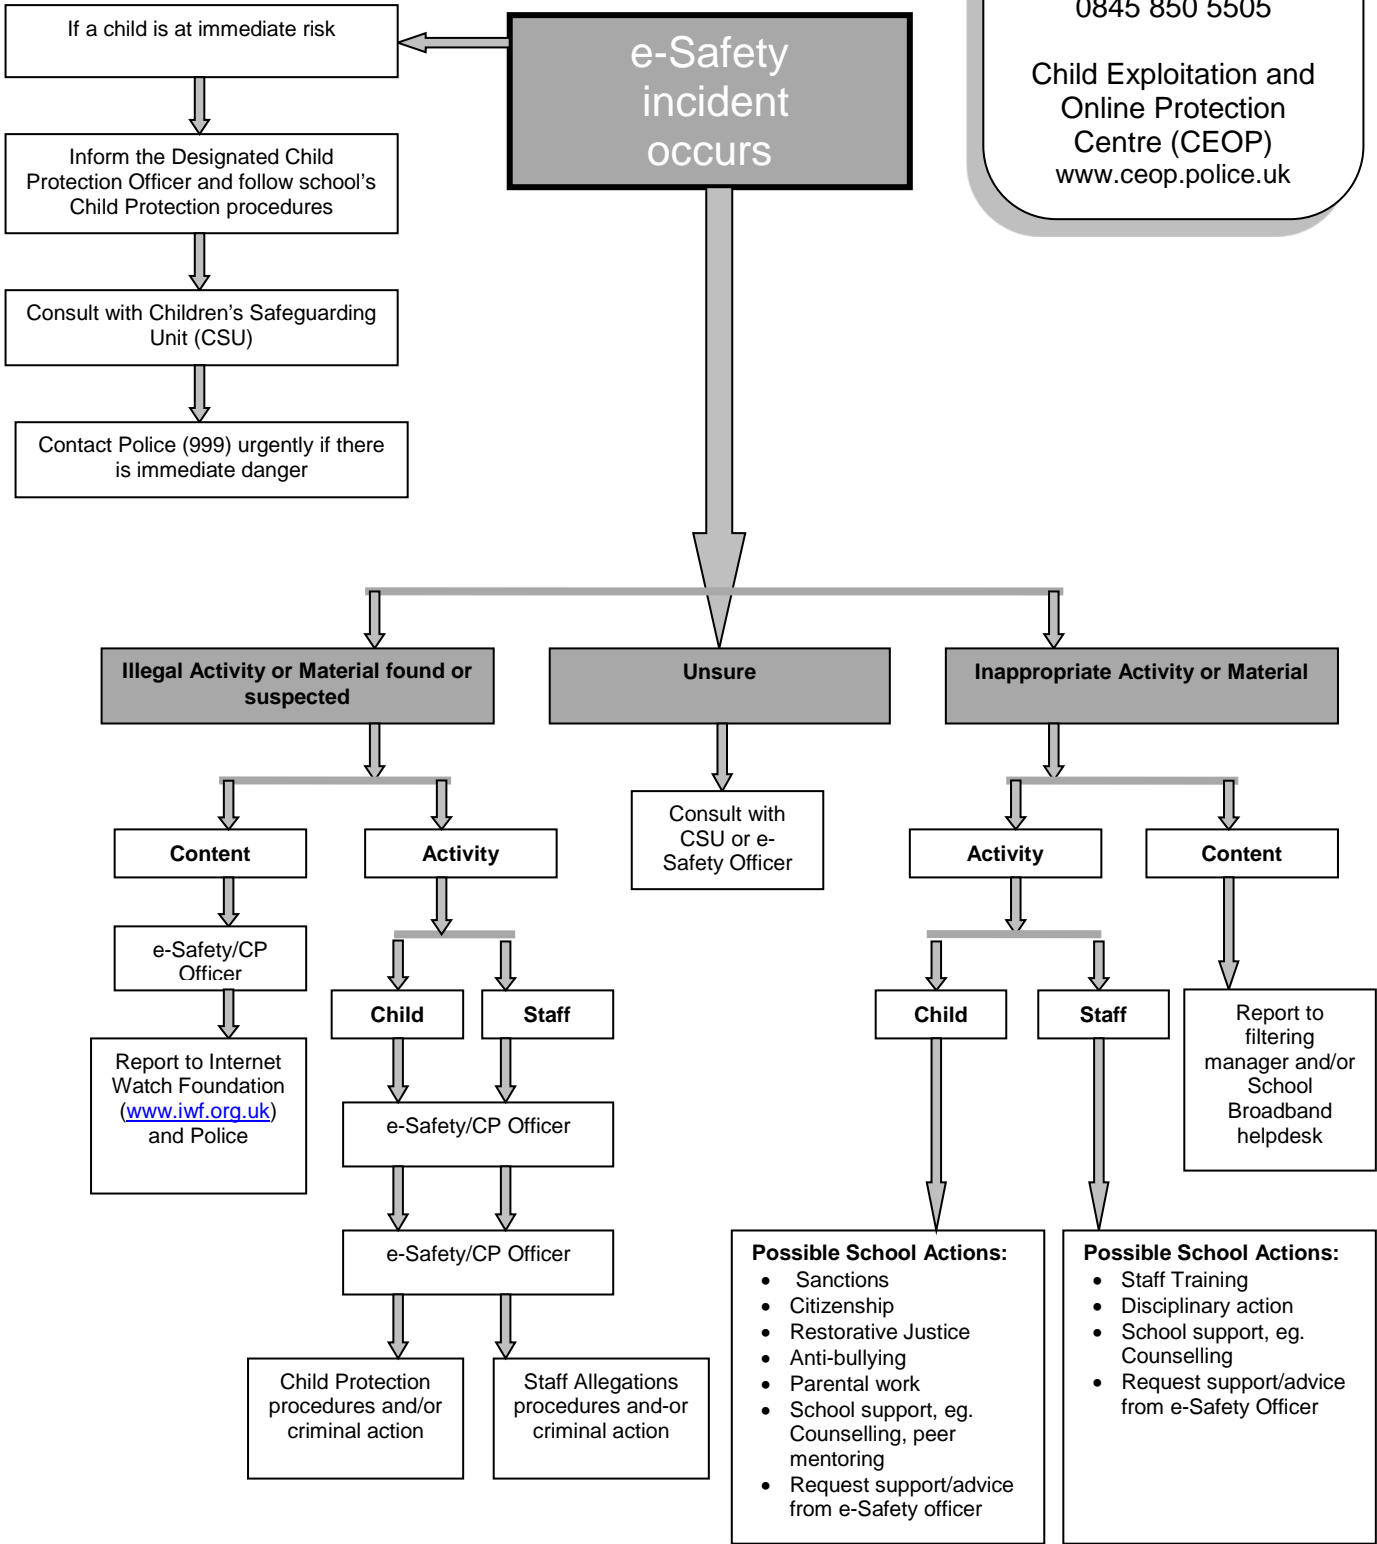 If a child is at immediate risk
e-Safety
incident
occurs
0845 850 5505
Child Exploitation and
Online Protection
Centre (CEOP)
www.ceop.police.uk
Inform the Designated Child
Protection Officer and follow school's
Child Protection procedures
Consult with Children's Safeguarding
Unit (CSU)
Contact Police (999) urgently if there
is immediate danger
Illegal Activity or Material found or
suspected
Unsure
Inappropriate Activity or Material
Content
Activity
Consult with
CSU or e-
Safety Officer
Activity
Content
e-Safety/CP
Officer
Child
Staff
Child
Staff
Report to Internet
Watch Foundation
(www.iwf.org.uk)
and Police
Report to
filtering
manager and/or
School
Broadband
helpdesk
e-Safety/CP Officer
e-Safety/CP Officer
Child Protection
procedures and/or
criminal action
Staff Allegations
procedures and-or
criminal action
Possible School Actions:
• Sanctions
• Citizenship
• Restorative Justice
• Anti-bullying
• Parental work
• School support, eg.
Counselling, peer
mentoring
• Request support/advice
from e-Safety officer
Possible School Actions:
• Staff Training
• Disciplinary action
• School support, eg.
Counselling
• Request support/advice
from e-Safety Officer